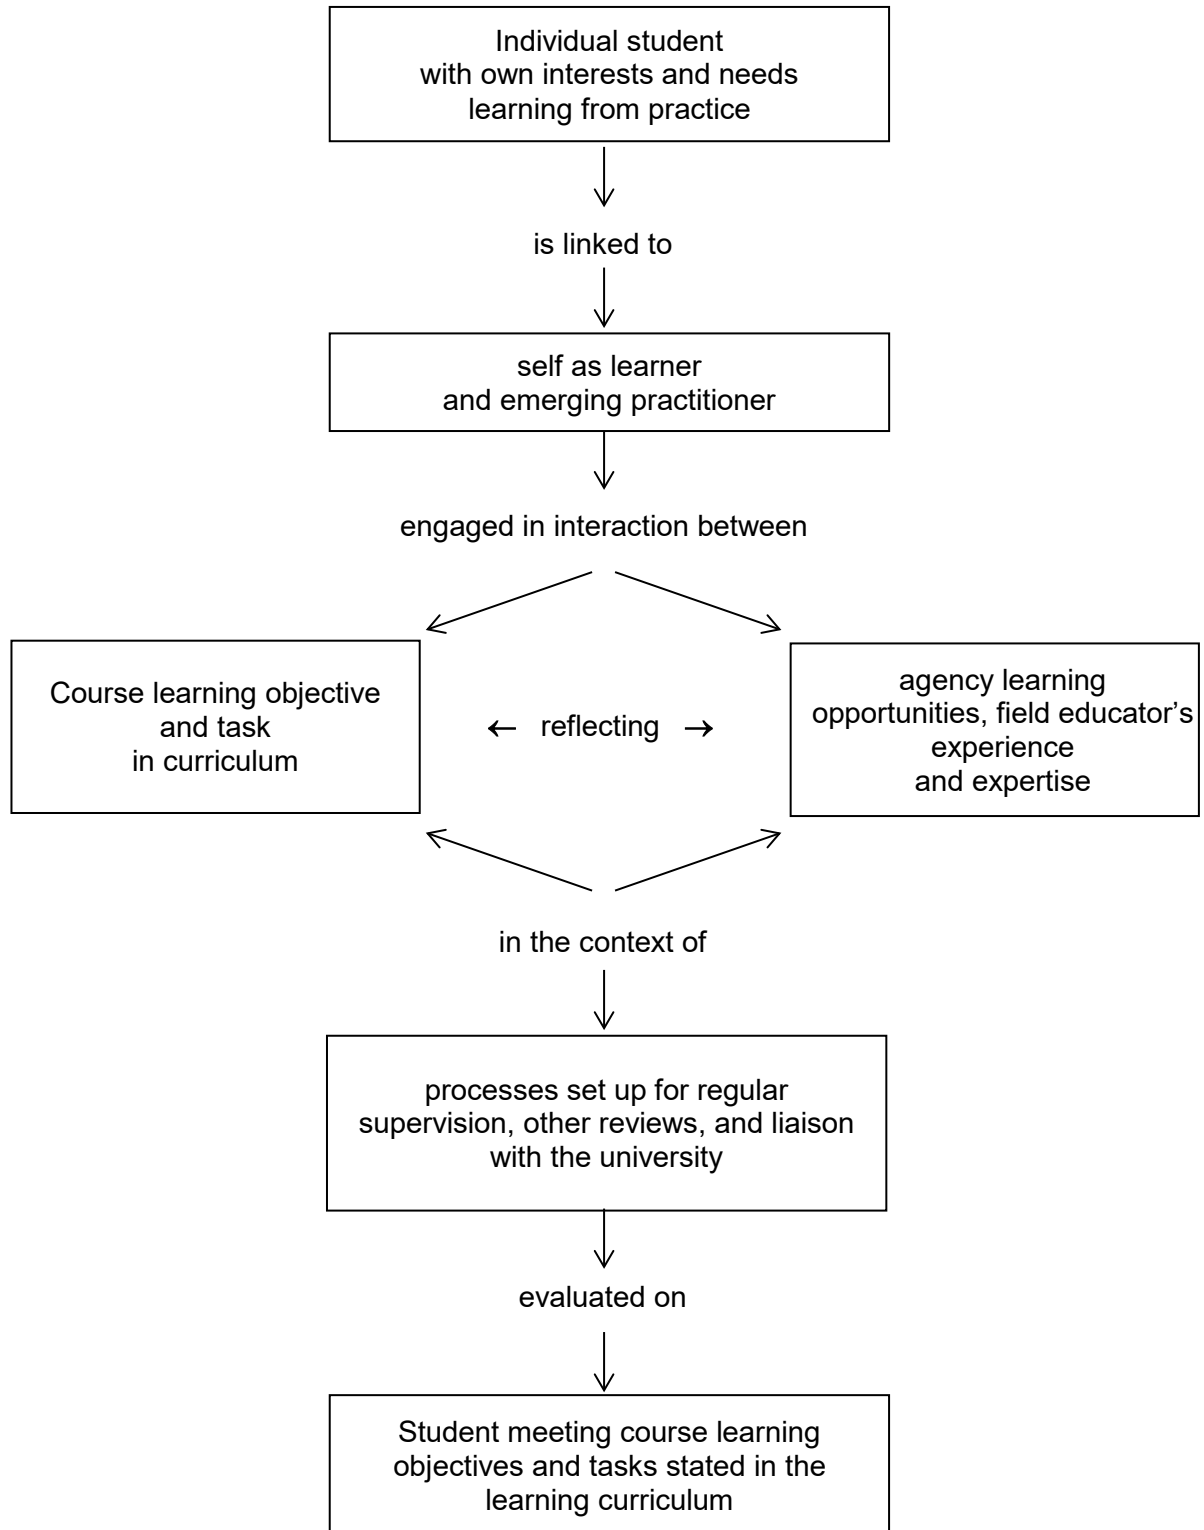 Individual student
with own interests and needs
learning from practice
is linked to
self as learner
and emerging practitioner
engaged in interaction between
Course learning objective
and task
in curriculum
← reflecting →
agency learning
opportunities, field educator’s
experience
and expertise
in the context of
processes set up for regular
supervision, other reviews, and liaison
with the university
evaluated on
Student meeting course learning
objectives and tasks stated in the
learning curriculum